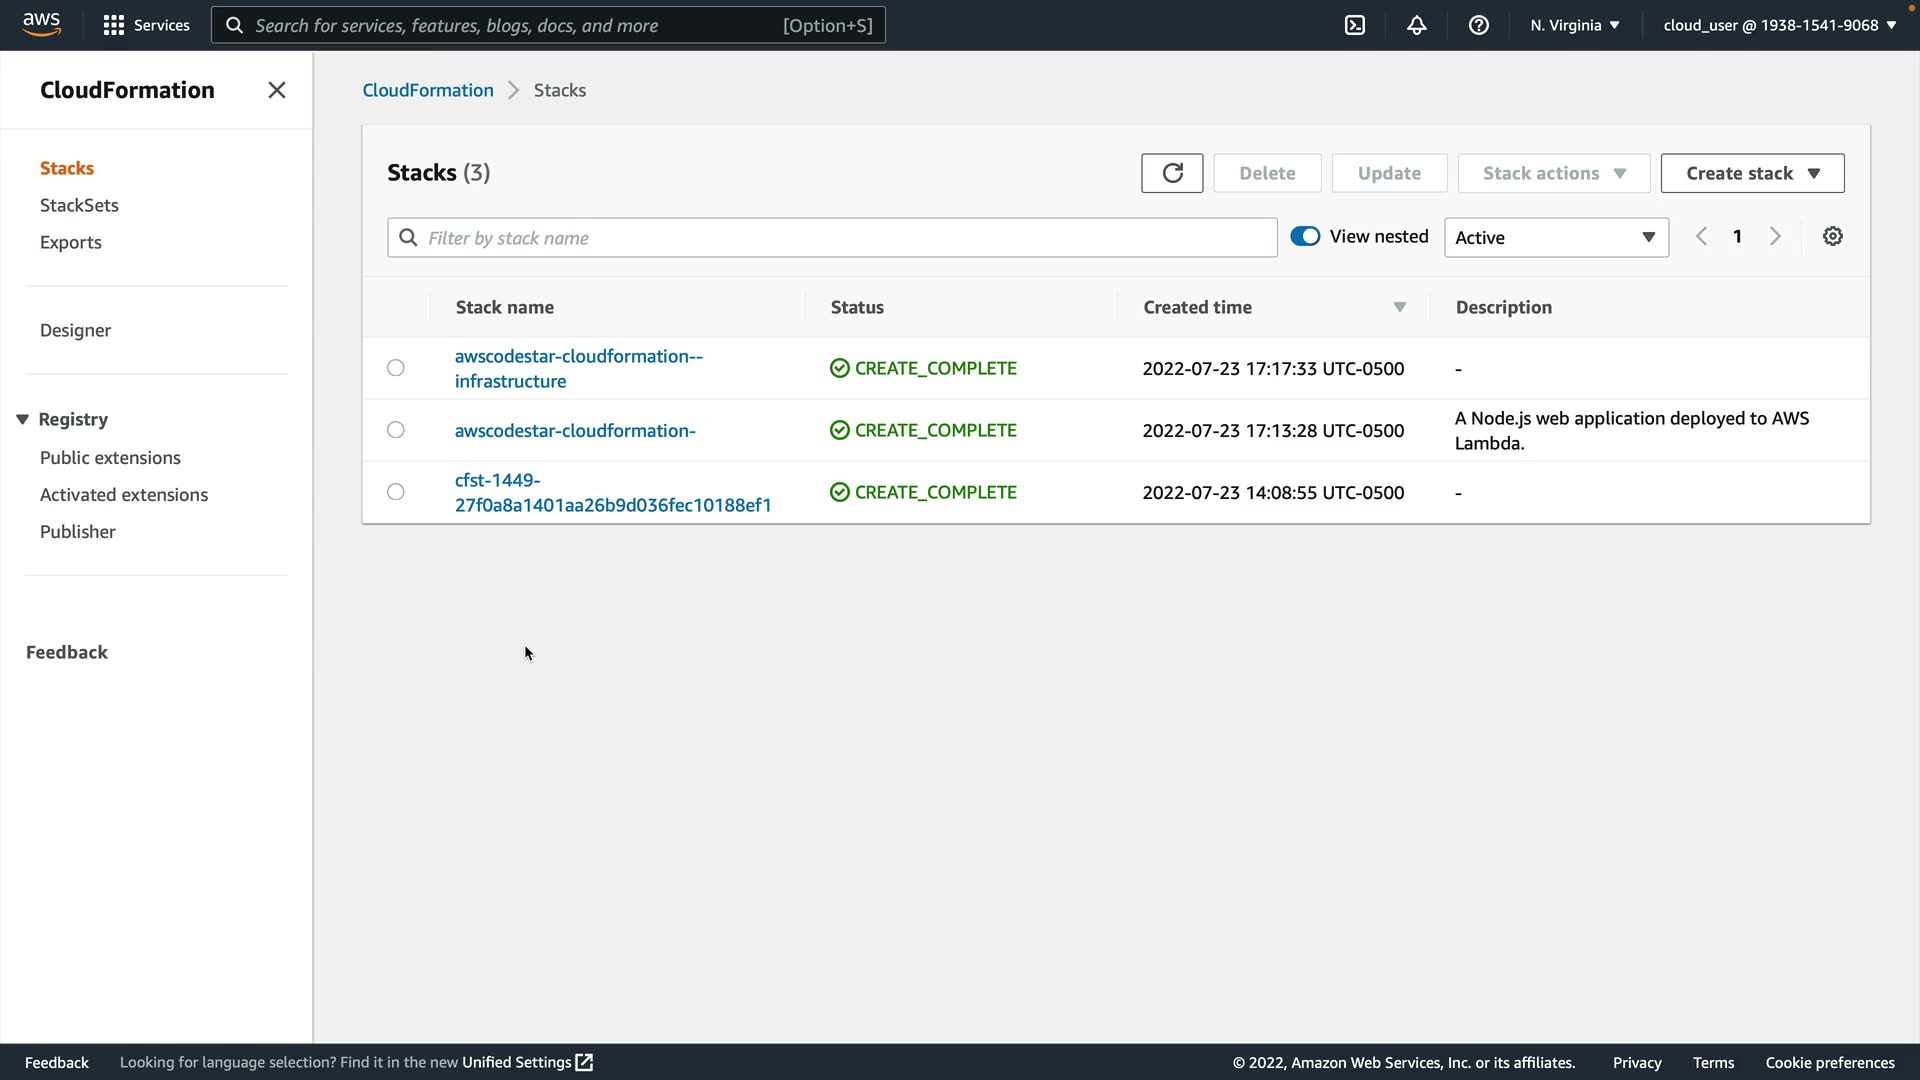 aws
Services
Search for services, features, blogs, docs, and more
[Option+S]
N. Virginia
cloud_user @ 1938-1541-9068
CloudFormation
Stacks
StackSets
Exports
Designer
Registry
Public extensions
Activated extensions
Publisher
Feedback
CloudFormation
Stacks
Stacks (3)
Delete
Update
Stack actions
Create stack
Filter by stack name
View nested
Active
1
Stack name
Status
Created time
Description
awscodestar-cloudformation--
infrastructure
CREATE_COMPLETE
2022-07-23 17:17:33 UTC-0500
-
awscodestar-cloudformation-
CREATE_COMPLETE
2022-07-23 17:13:28 UTC-0500
A Node.js web application deployed to AWS
Lambda.
cfst-1449-
27f0a8a1401aa26b9d036fec10188ef1
CREATE_COMPLETE
2022-07-23 14:08:55 UTC-0500
-
Feedback
Looking for language selection? Find it in the new Unified Settings
© 2022, Amazon Web Services, Inc. or its affiliates.
Privacy
Terms
Cookie preferences